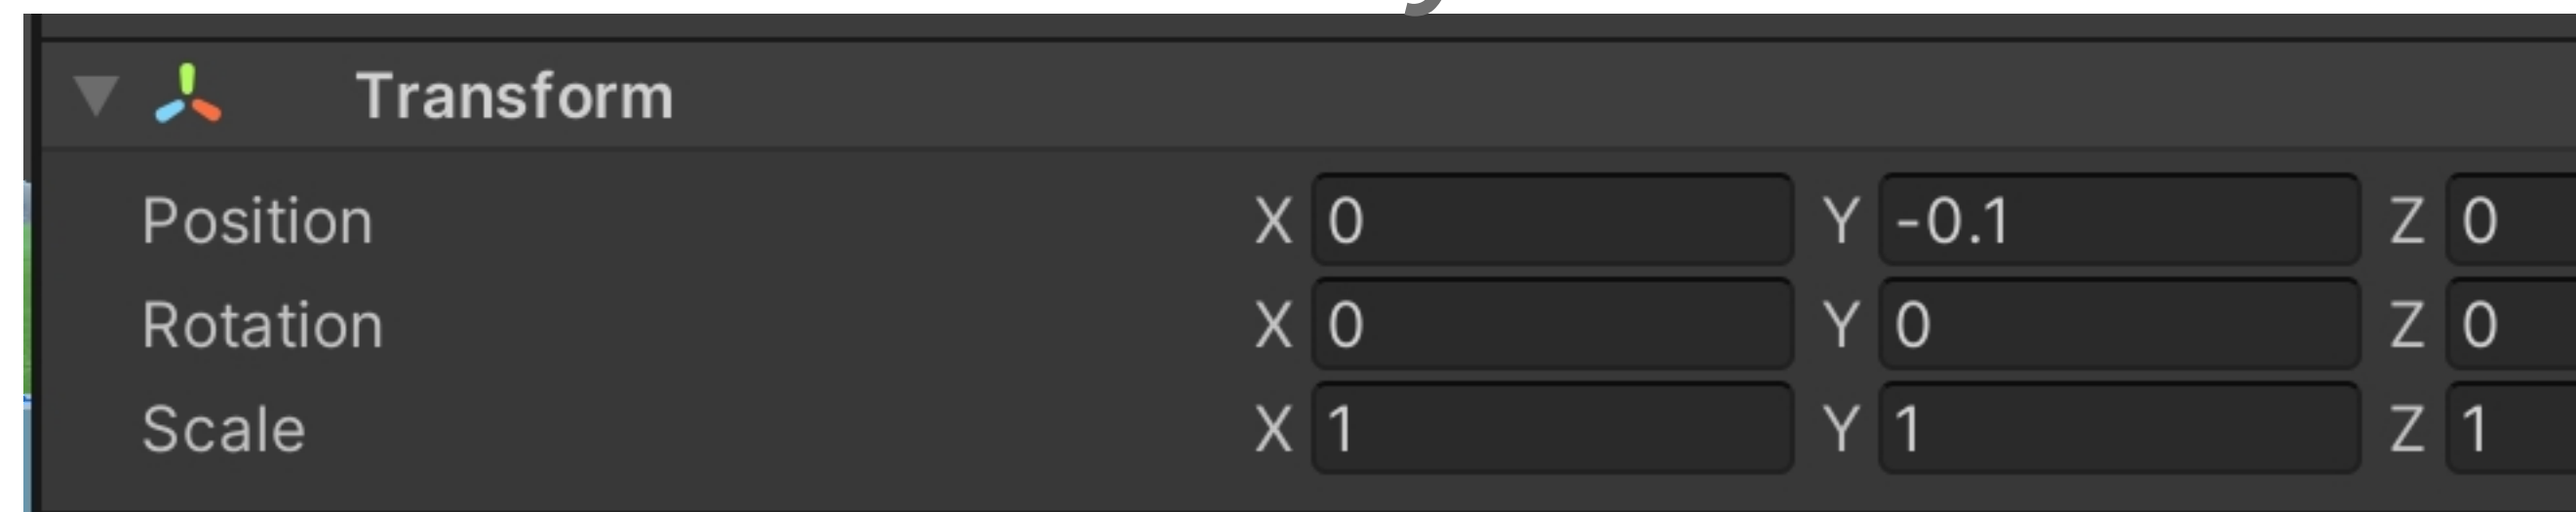 Transform
Position X 0 Y -0.1 Z 0
Rotation X 0 Y 0 Z 0
Scale X 1 Y 1 Z 1